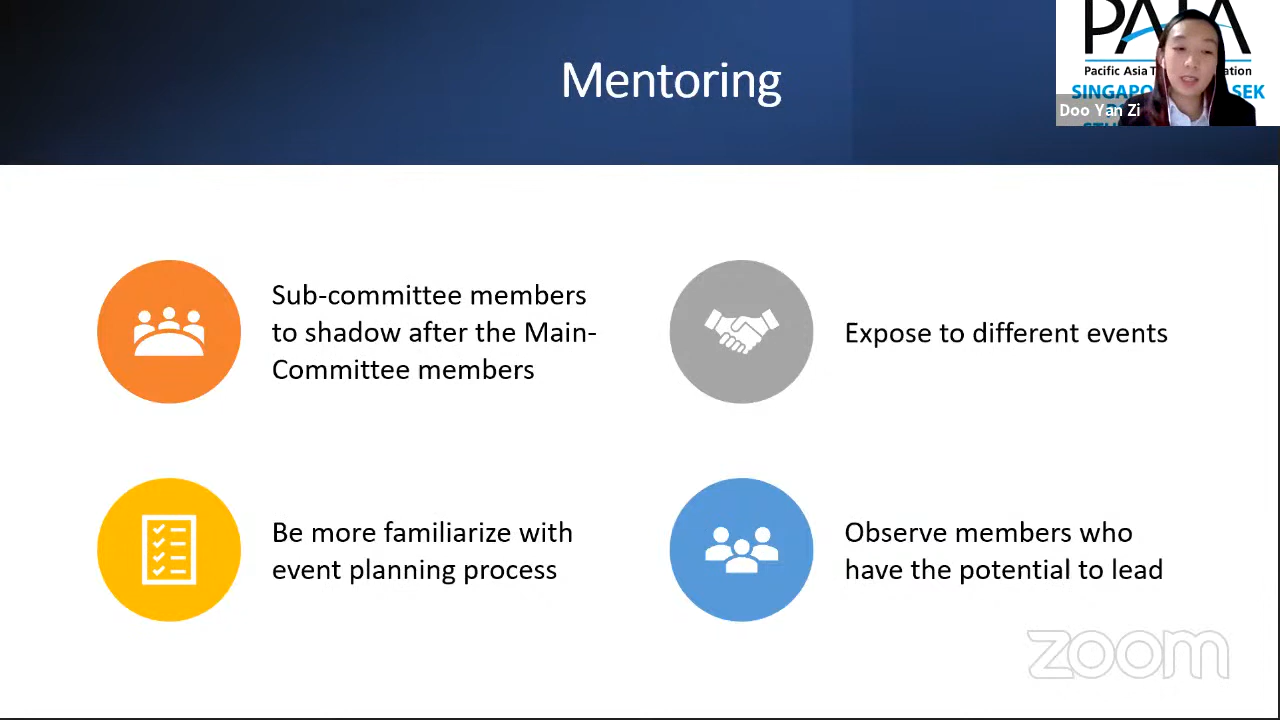 Mentoring
PATA
Pacific Asia T
ation
SINGAPO
SEK
Doo Yan Zi
Sub-committee members
to shadow after the Main-
Committee members
Expose to different events
Be more familiarize with
event planning process
Observe members who
have the potential to lead
zoom